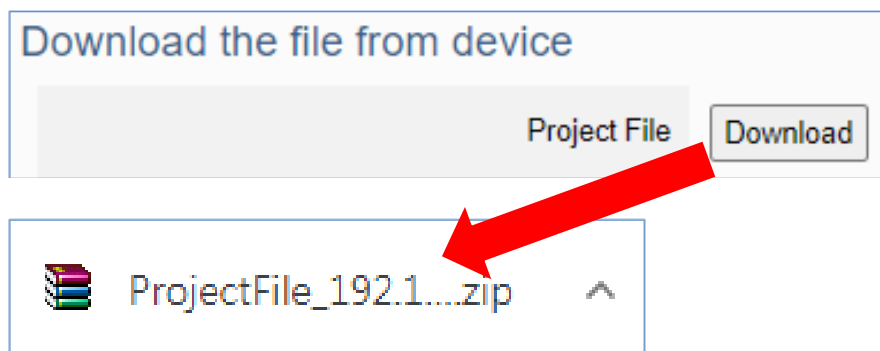 Download the file from device
Project File Download
ProjectFile_192.1....zip